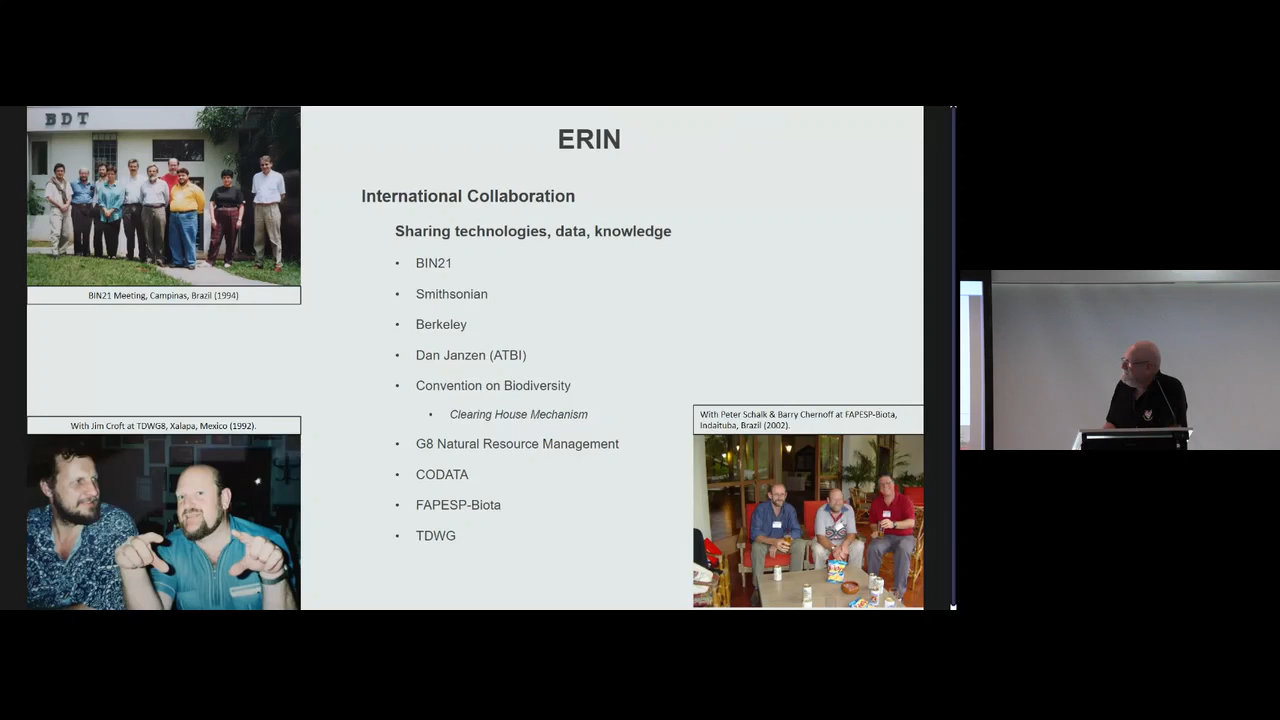 BDT
BIN21 Meeting, Campinas, Brazil (1994)
With Jim Croft at TDWG8, Xalapa, Mexico (1992).
ERIN
International Collaboration
Sharing technologies, data, knowledge
• BIN21
• Smithsonian
• Berkeley
• Dan Janzen (ATBI)
• Convention on Biodiversity
• Clearing House Mechanism
• G8 Natural Resource Management
• CODATA
• FAPESP-Biota
• TDWG
With Peter Schalk & Barry Chernoff at FAPESP-Biota,
Indaituba, Brazil (2002).